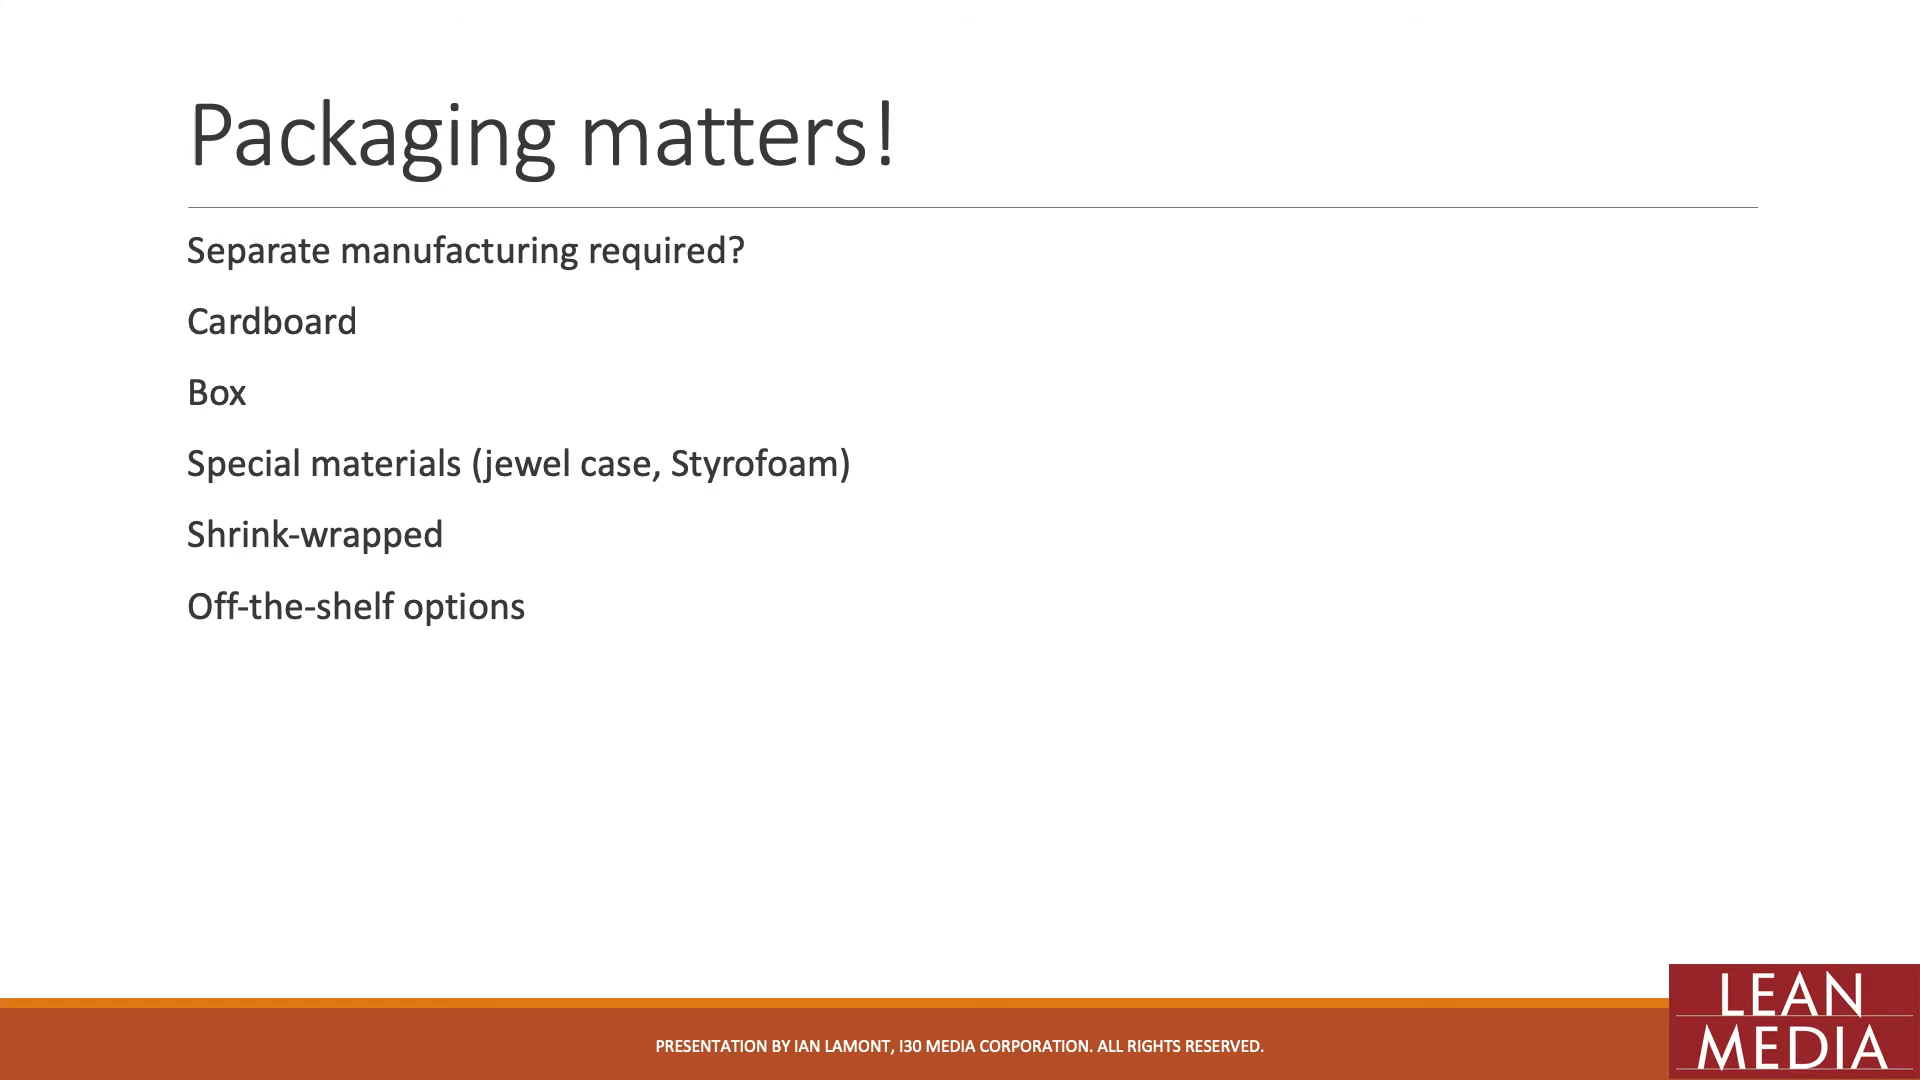 Packaging matters!
Separate manufacturing required?
Cardboard
Box
Special materials (jewel case, Styrofoam)
Shrink-wrapped
Off-the-shelf options
PRESENTATION BY IAN LAMONT, I30 MEDIA CORPORATION. ALL RIGHTS RESERVED.
LEAN
MEDIA